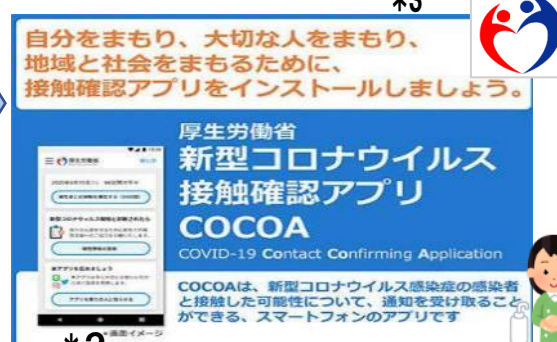 *3
自分をまもり、大切な人をまもり、
地域と社会をまもるために、
接触確認アプリをインストールしましょう。
厚生労働省
新型コロナウイルス
接触確認アプリ
COCOA
COVID-19 Contact Confirming Application
COCOAは、新型コロナウイルス感染症の感染者
と接触した可能性について、通知を受け取ること
ができる、スマートフォンのアプリです
厚生労働省
*画面イメージ